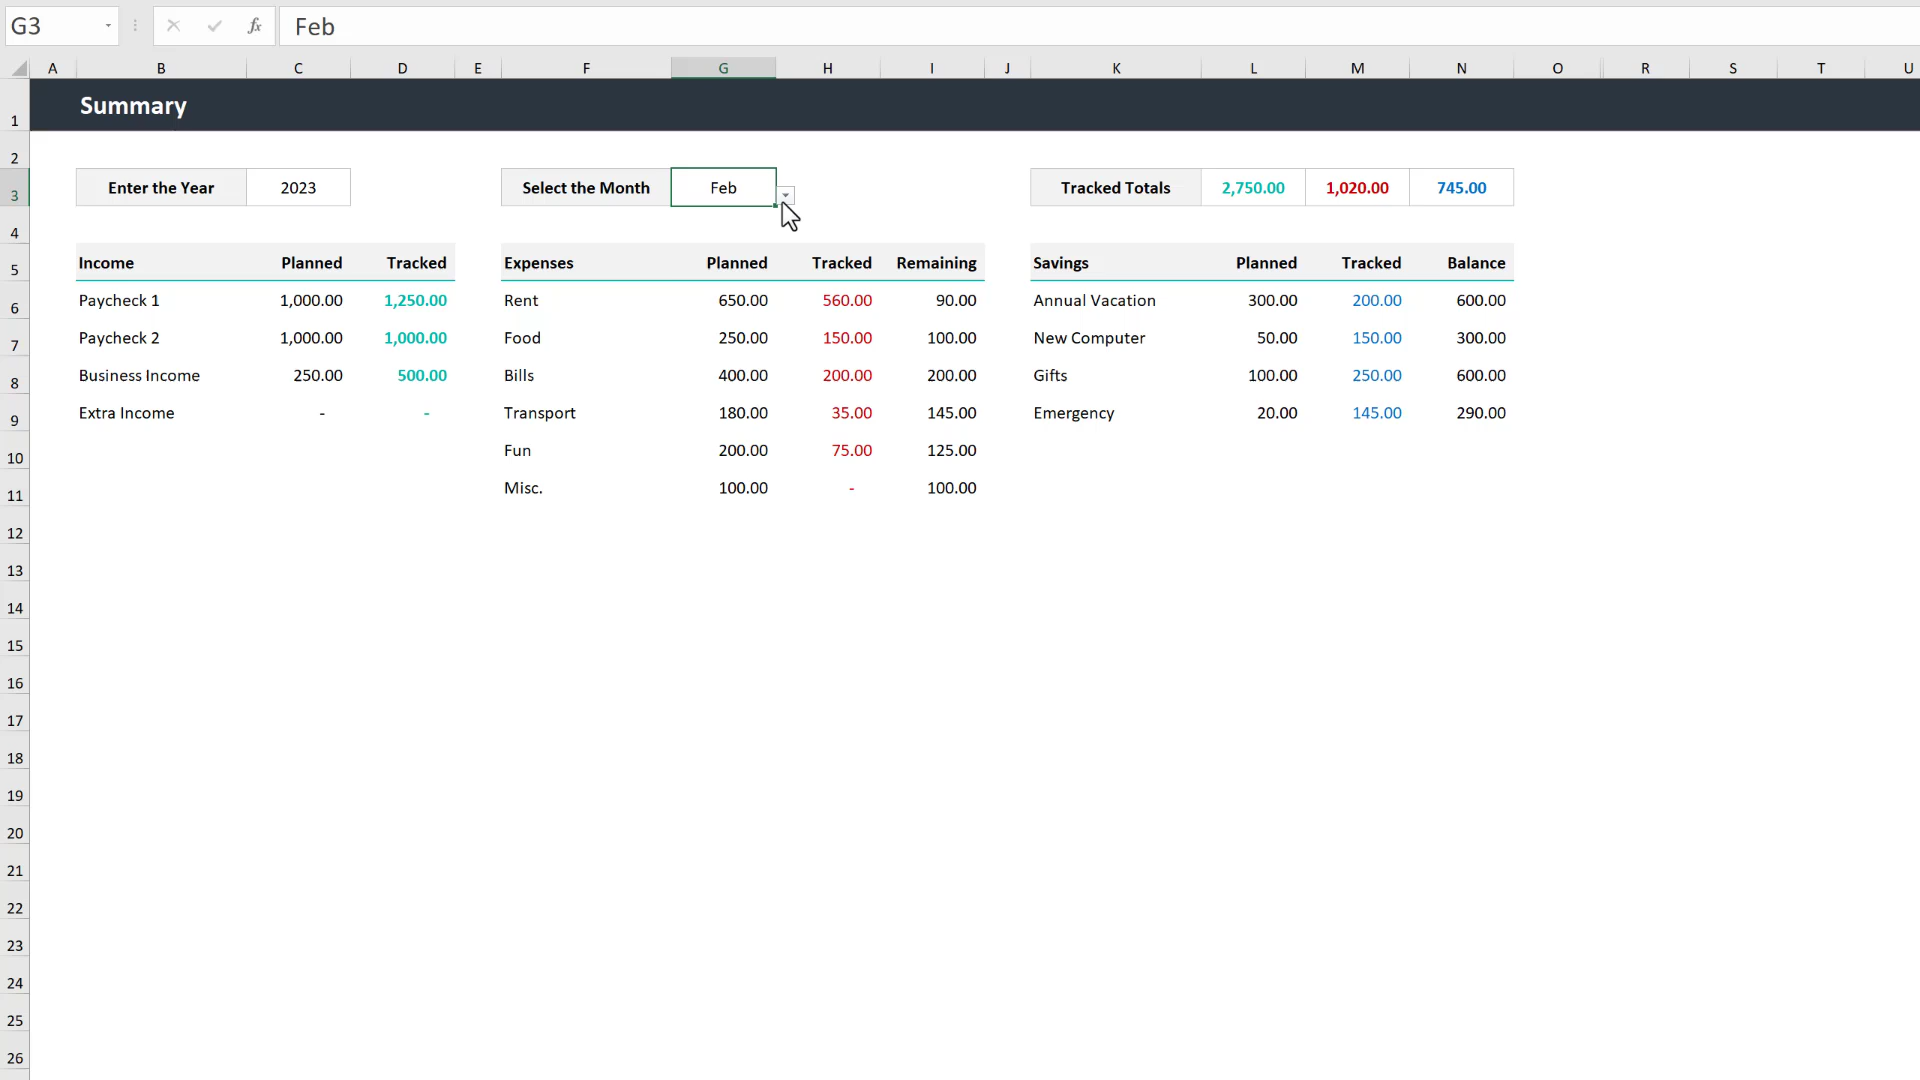 G3 fx Feb
A B C D E F G H I J K L M N O R S T U
1 Summary
2
3 Enter the Year 2023 Select the Month Feb Tracked Totals 2,750.00 1,020.00 745.00
4
5 Income Planned Tracked Expenses Planned Tracked Remaining Savings Planned Tracked Balance
6 Paycheck 1 1,000.00 1,250.00 Rent 650.00 560.00 90.00 Annual Vacation 300.00 200.00 600.00
7 Paycheck 2 1,000.00 1,000.00 Food 250.00 150.00 100.00 New Computer 50.00 150.00 300.00
8 Business Income 250.00 500.00 Bills 400.00 200.00 200.00 Gifts 100.00 250.00 600.00
9 Extra Income - - Transport 180.00 35.00 145.00 Emergency 20.00 145.00 290.00
10 Fun 200.00 75.00 125.00
11 Misc. 100.00 - 100.00
12
13
14
15
16
17
18
19
20
21
22
23
24
25
26